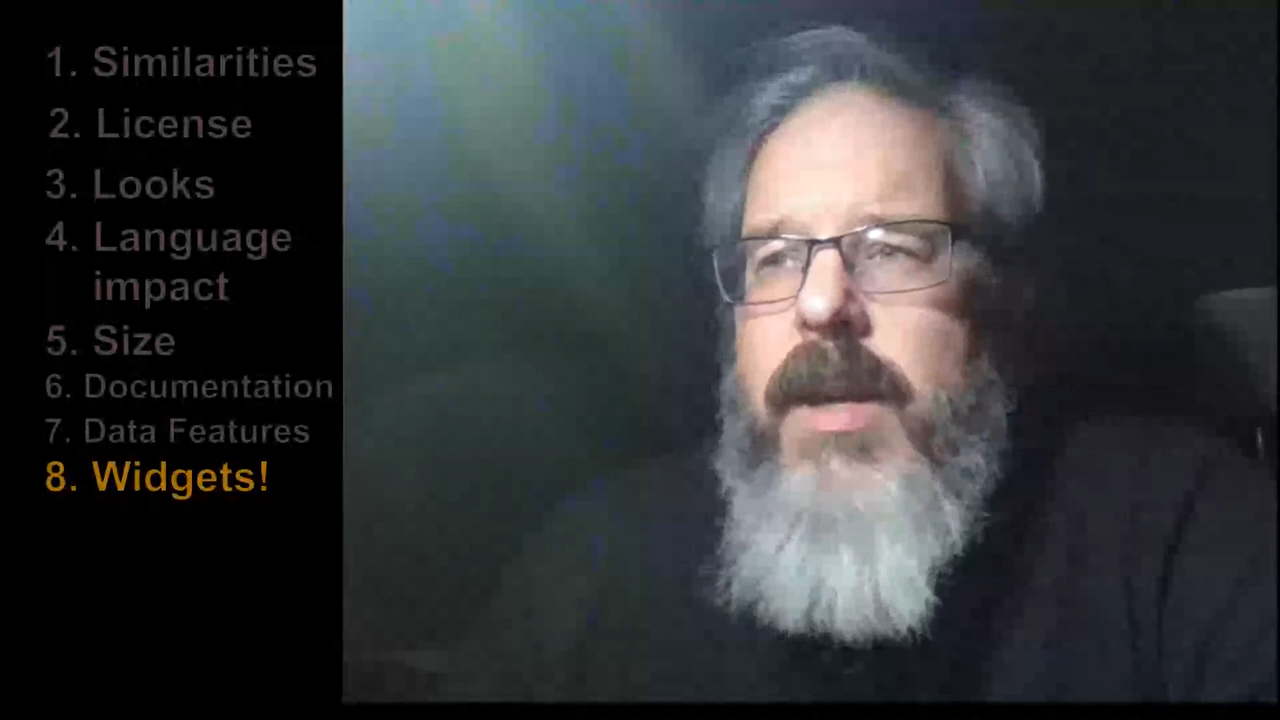 1. Similarities
2. License
3. Looks
4. Language
impact
5. Size
6. Documentation
7. Data Features
8. Widgets!